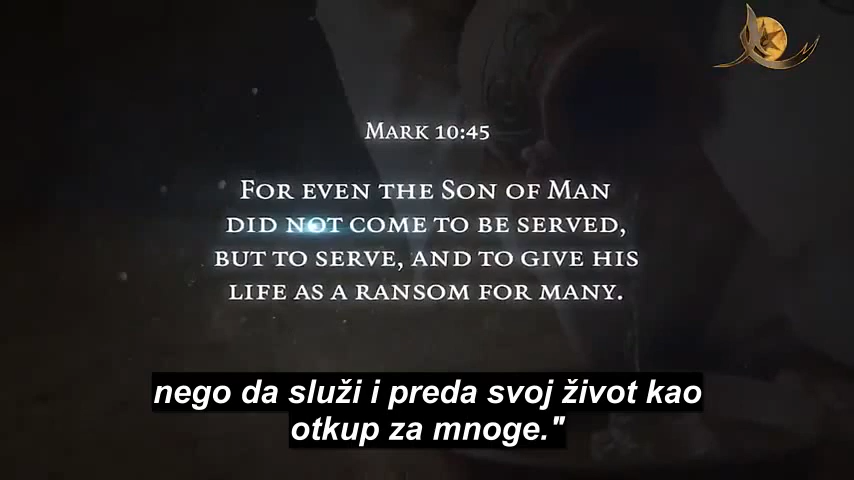 Mark 10:45
For even the Son of Man
did not come to be served,
but to serve, and to give his
life as a ransom for many.
nego da služi i preda svoj život kao
otkup za mnoge."